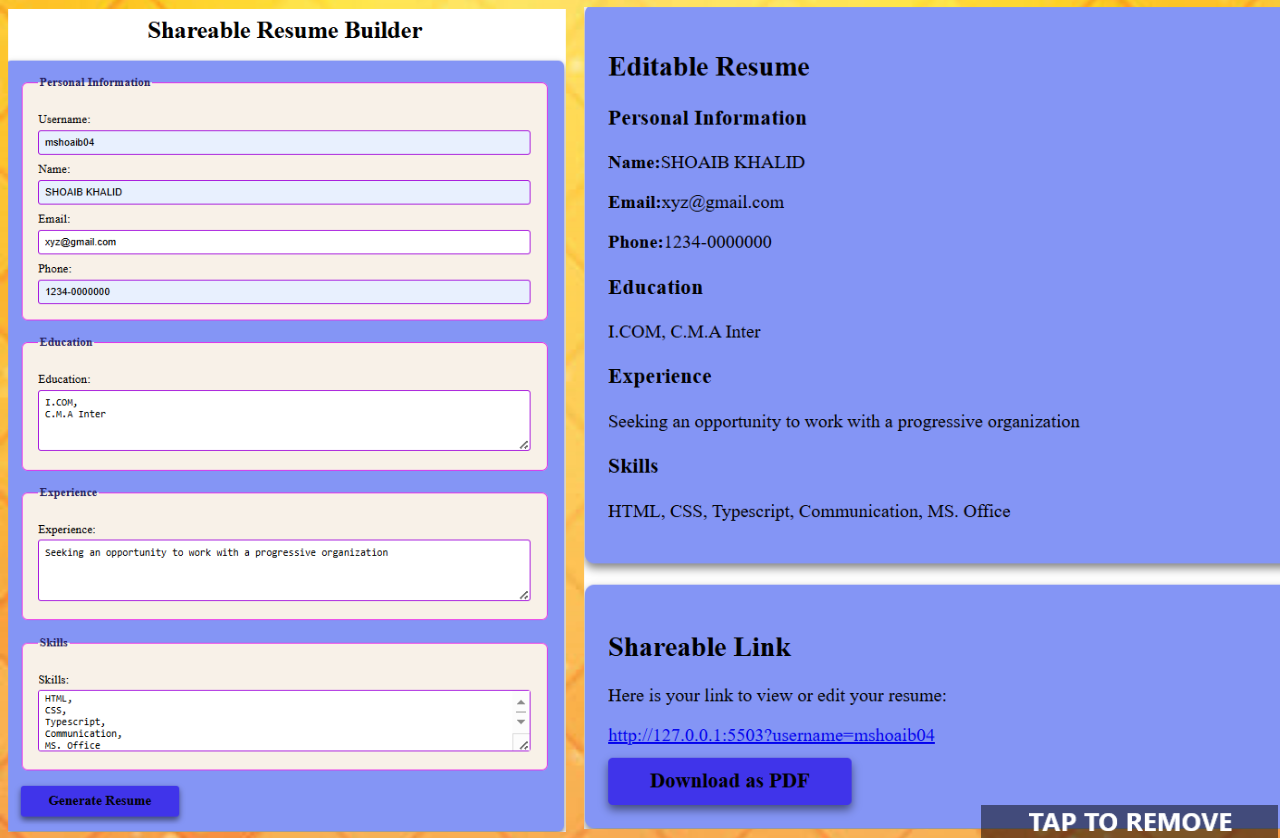 Shareable Resume Builder
Personal Information
Username:
mshoaib04
Name:
SHOAIB KHALID
Email:
xyz@gmail.com
Phone:
1234-0000000
Education
Education:
I.COM,
C.M.A Inter
Experience
Experience:
Seeking an opportunity to work with a progressive organization
Skills
Skills:
HTML,
CSS,
Typescript,
Communication,
MS. Office
Generate Resume
Editable Resume
Personal Information
Name:SHOAIB KHALID
Email:xyz@gmail.com
Phone:1234-0000000
Education
I.COM, C.M.A Inter
Experience
Seeking an opportunity to work with a progressive organization
Skills
HTML, CSS, Typescript, Communication, MS. Office
Shareable Link
Here is your link to view or edit your resume:
http://127.0.0.1:5503?username=mshoaib04
Download as PDF
TAP TO REMOVE